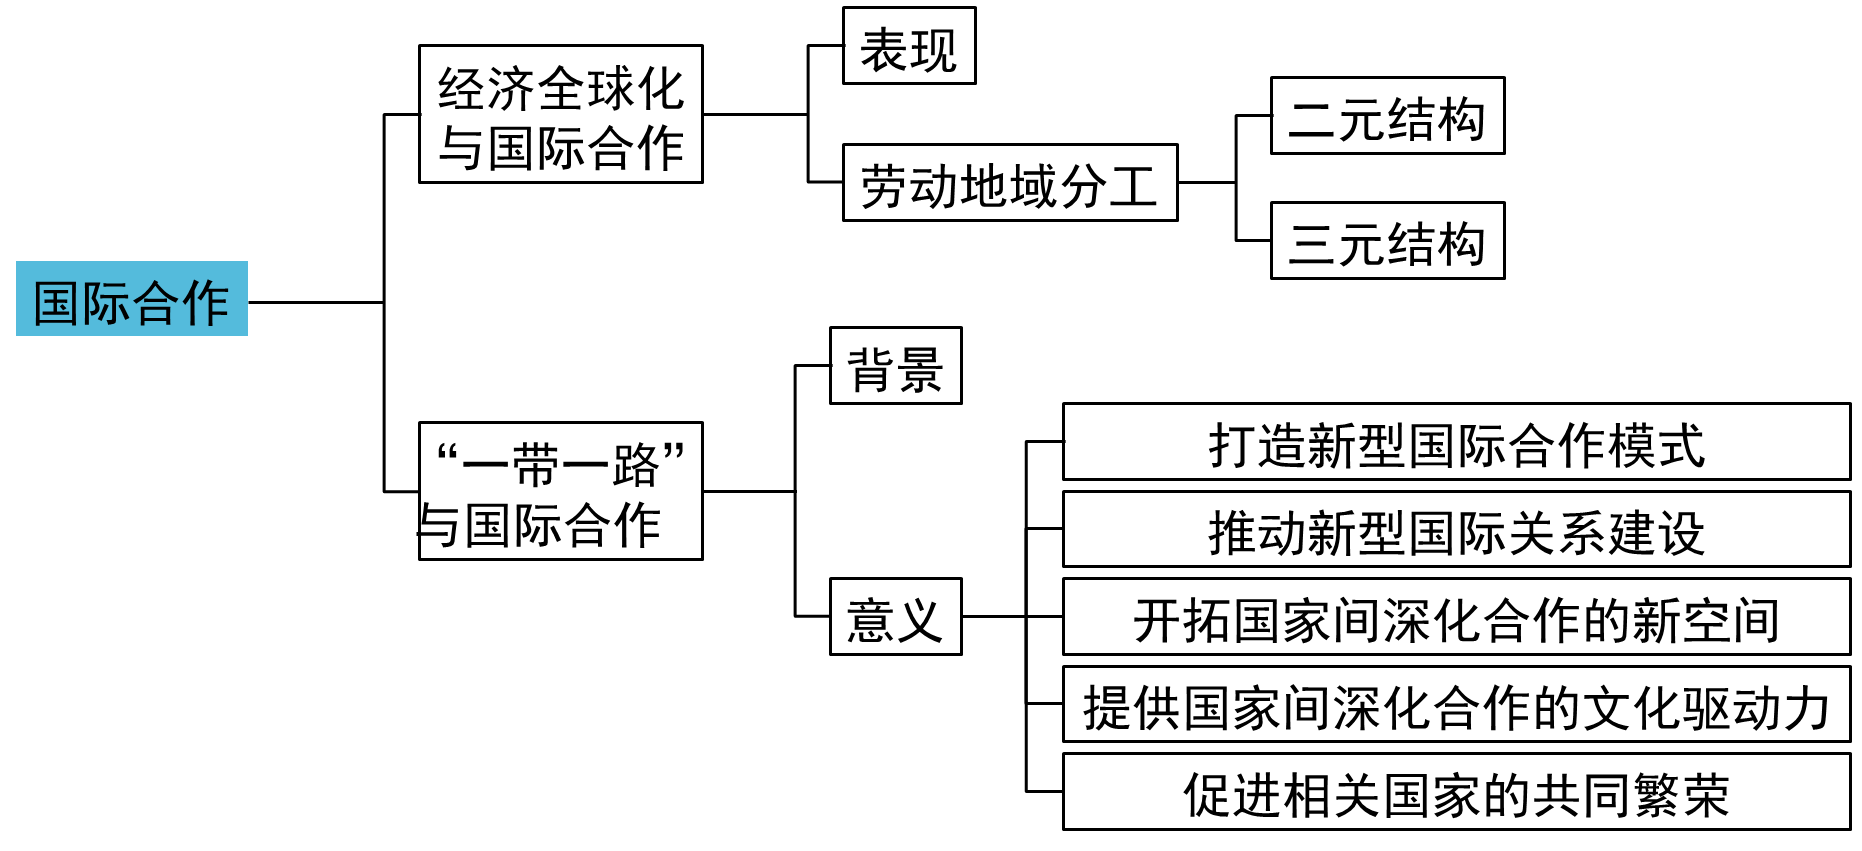 国际合作
经济全球化
与国际合作
表现
劳动地域分工
二元结构
三元结构
“一带一路”
与国际合作
背景
意义
打造新型国际合作模式
推动新型国际关系建设
开拓国家间深化合作的新空间
提供国家间深化合作的文化驱动力
促进相关国家的共同繁荣